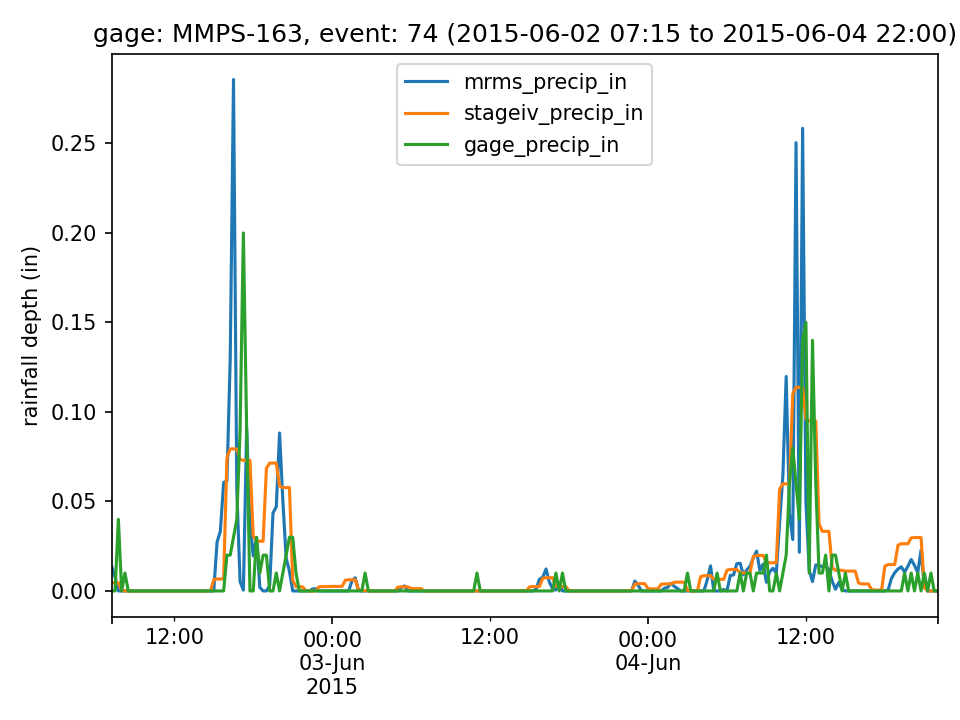 gage: MMPS-163, event: 74 (2015-06-02 07:15 to 2015-06-04 22:00)
mrms_precip_in
stageiv_precip_in
gage_precip_in
rainfall depth (in)
0.25
0.20
0.15
0.10
0.05
0.00
12:00 00:00 12:00 00:00 12:00
03-Jun 04-Jun
2015